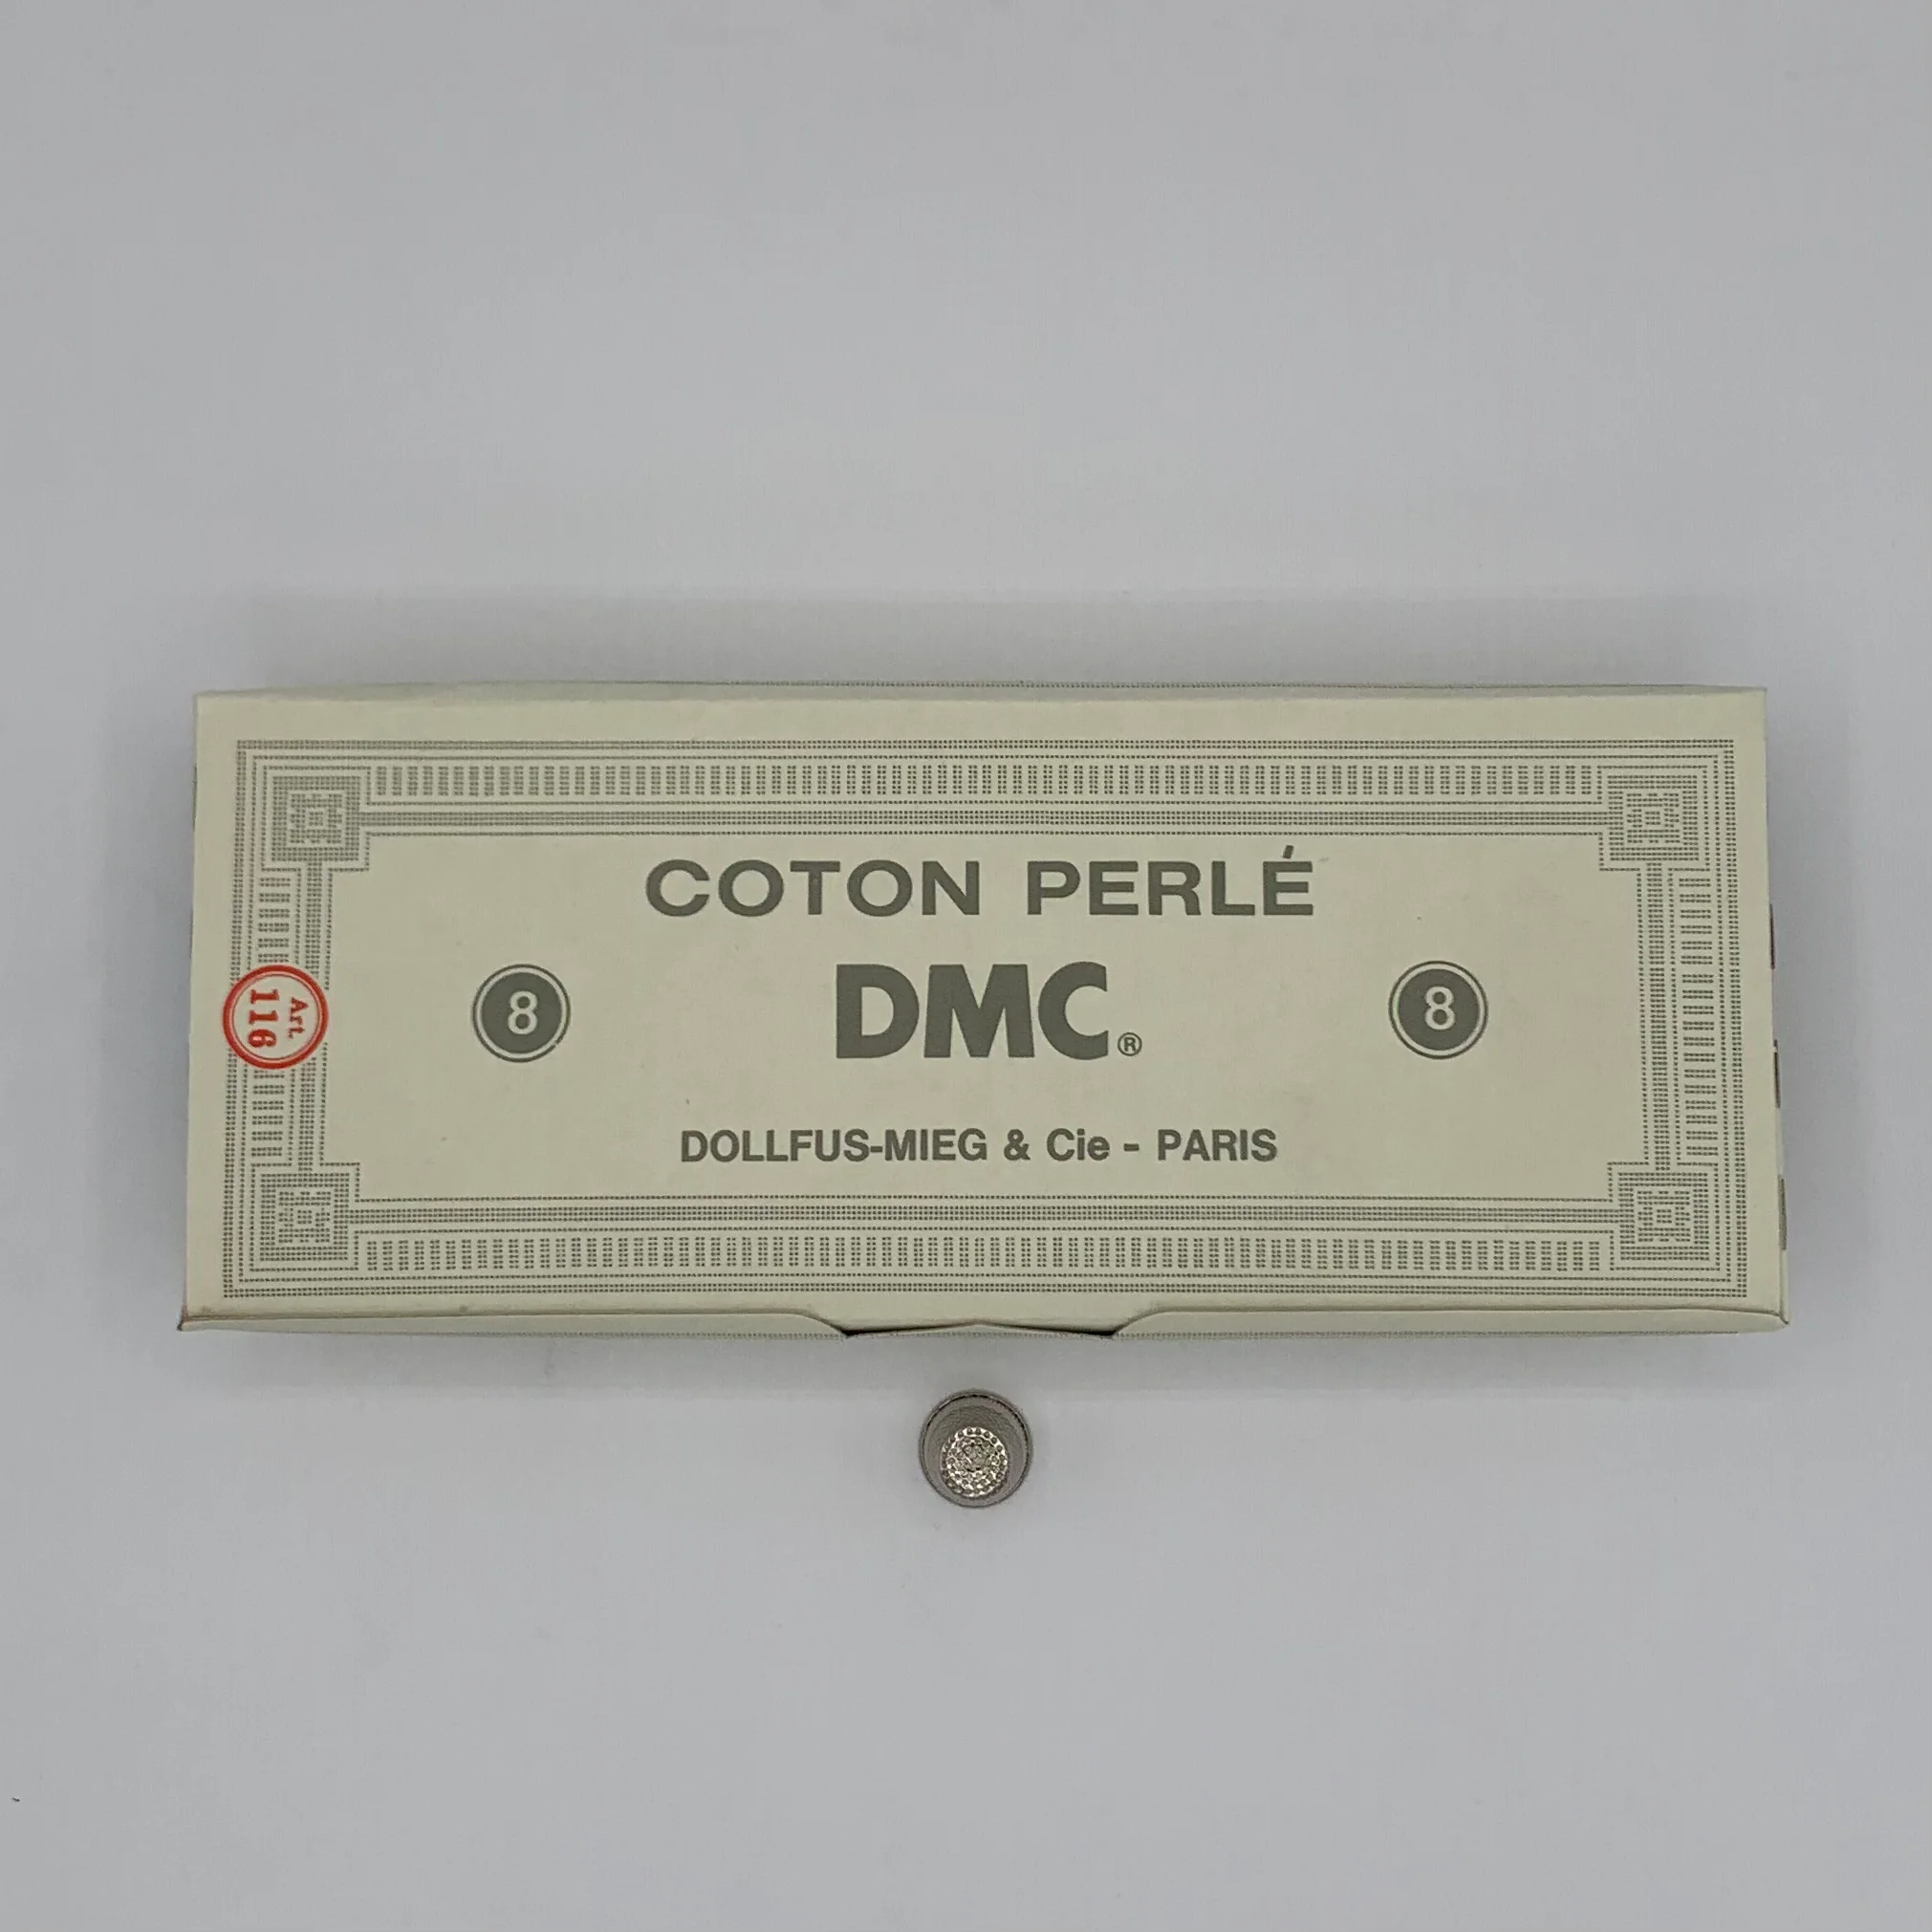 COTON PERLÉ
Art.
116
8
DMC®
8
DOLLFUS-MIEG & Cie - PARIS